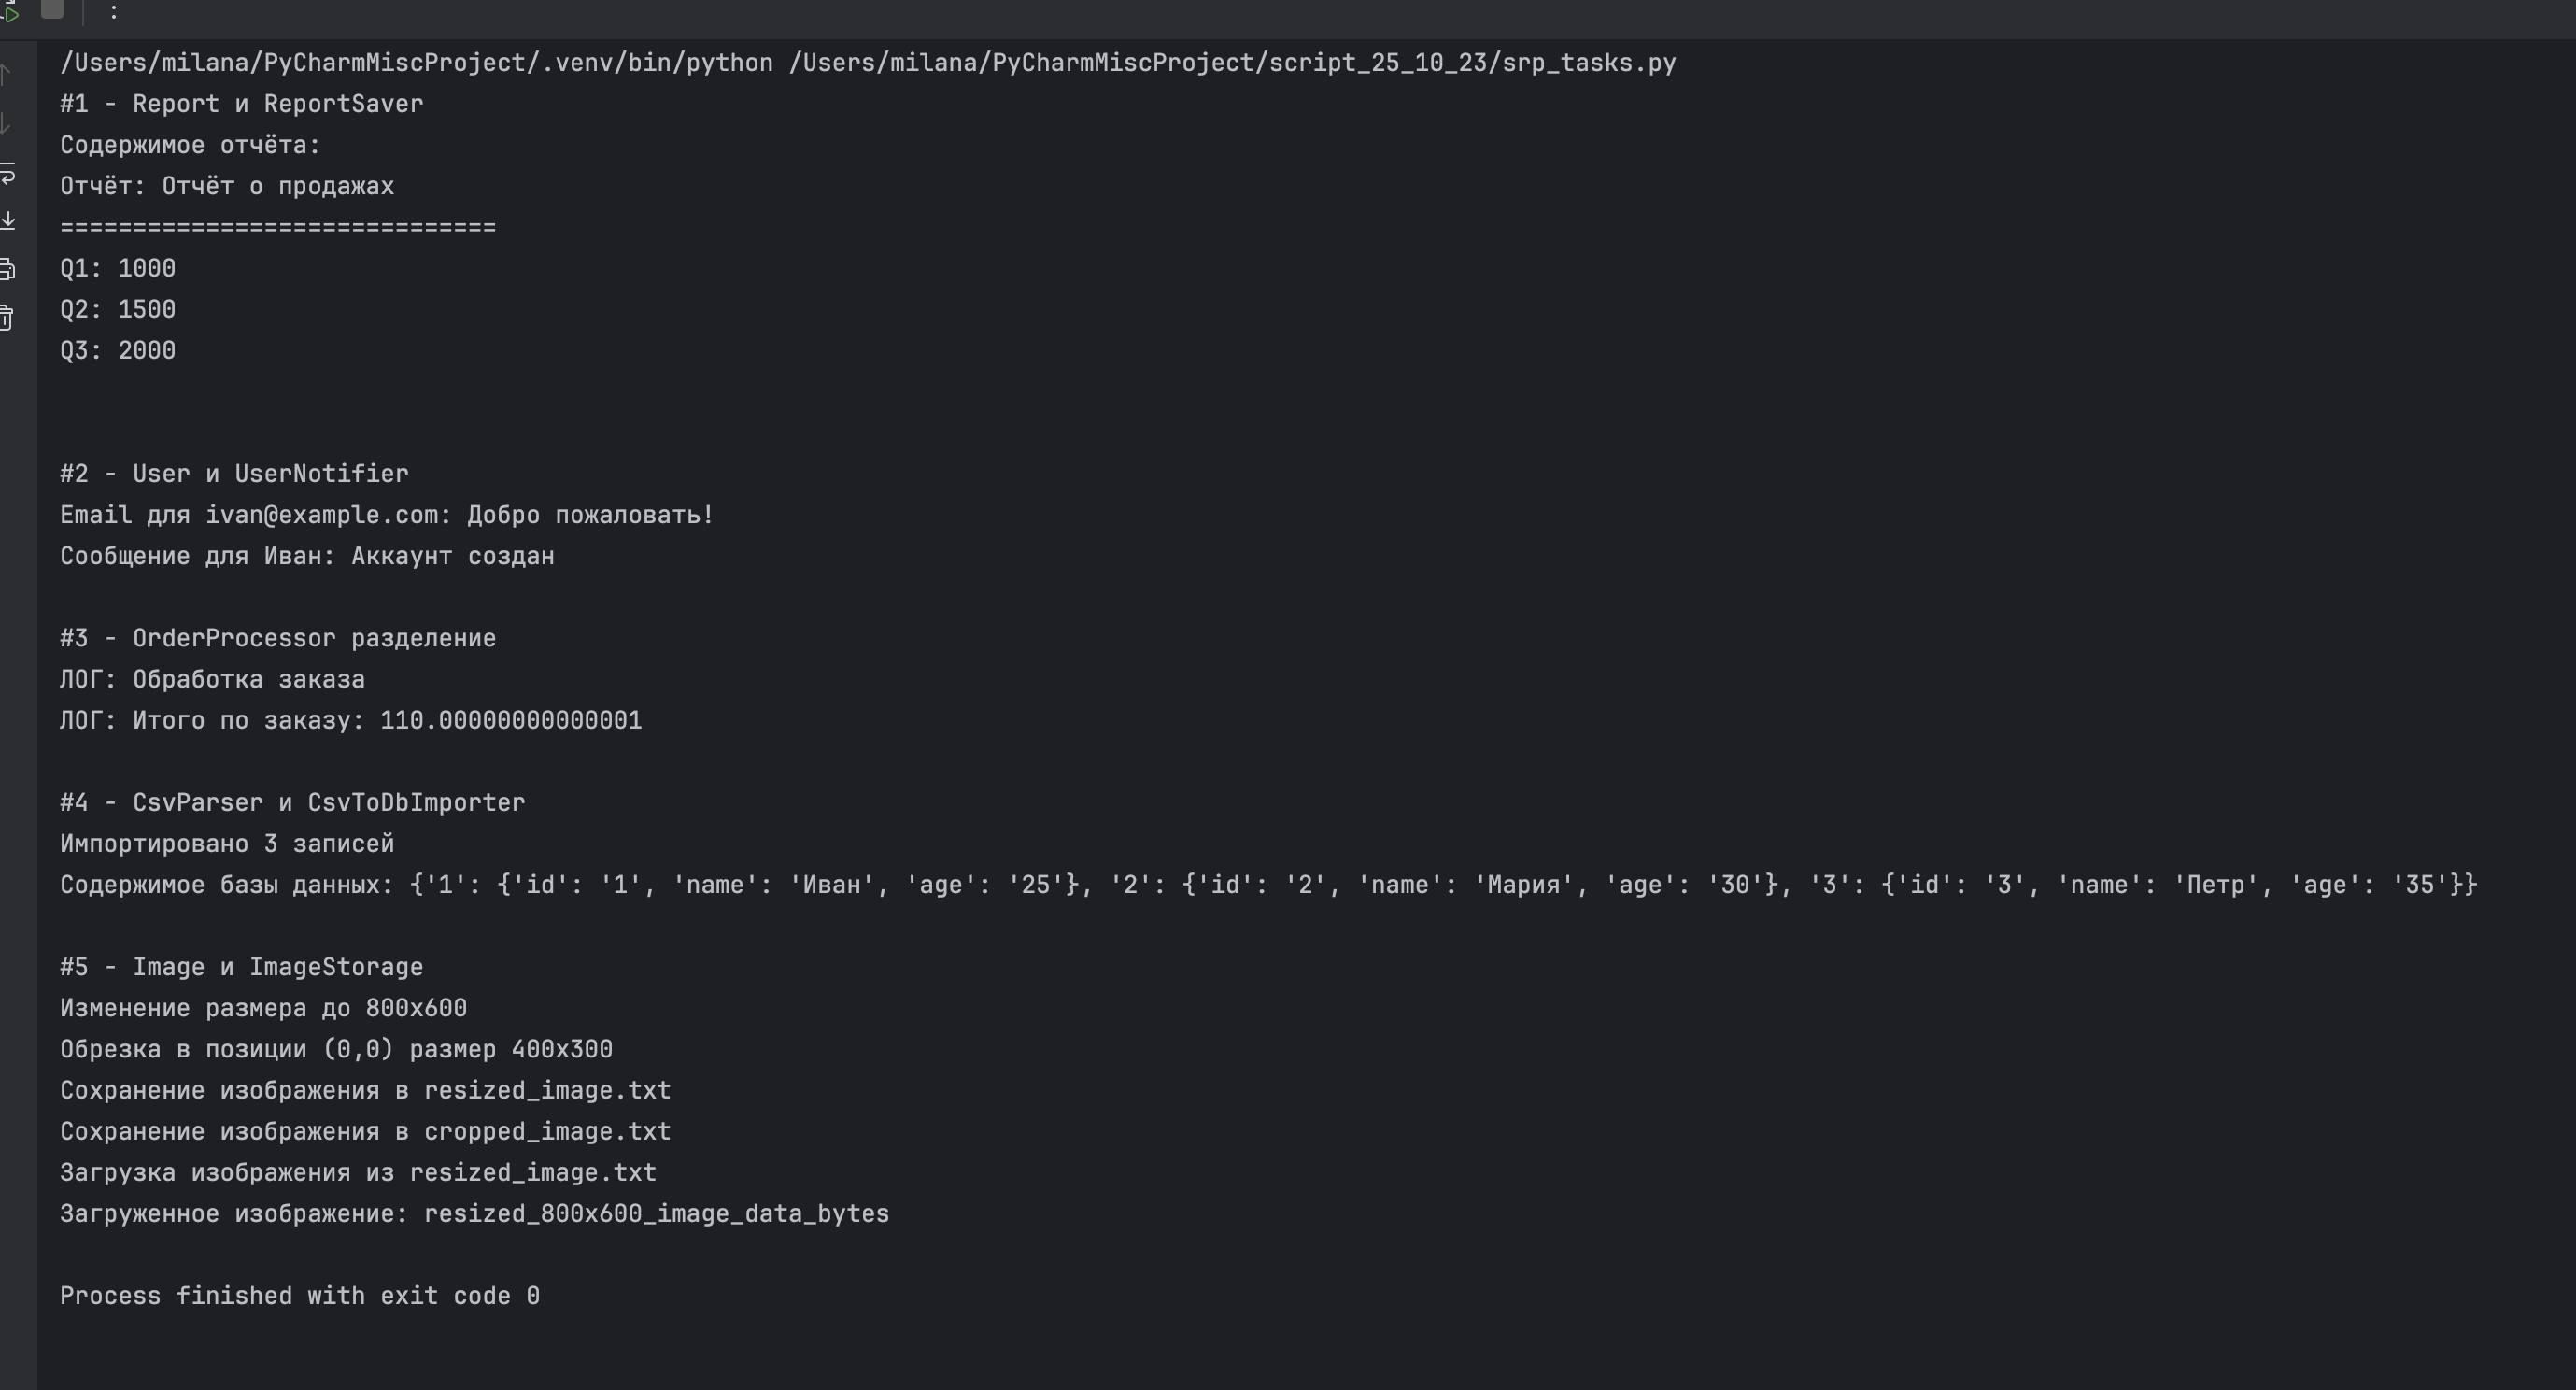 /Users/milana/PyCharmMiscProject/.venv/bin/python /Users/milana/PyCharmMiscProject/script_25_10_23/srp_tasks.py
#1 - Report и ReportSaver
Содержимое отчёта:
Отчёт: Отчёт о продажах
==============================
Q1: 1000
Q2: 1500
Q3: 2000
#2 - User и UserNotifier
Email для ivan@example.com: Добро пожаловать!
Сообщение для Иван: Аккаунт создан
#3 - OrderProcessor разделение
ЛОГ: Обработка заказа
ЛОГ: Итого по заказу: 110.00000000000001
#4 - CsvParser и CsvToDbImporter
Импортировано 3 записей
Содержимое базы данных: {'1': {'id': '1', 'name': 'Иван', 'age': '25'}, '2': {'id': '2', 'name': 'Мария', 'age': '30'}, '3': {'id': '3', 'name': 'Петр', 'age': '35'}}
#5 - Image и ImageStorage
Изменение размера до 800x600
Обрезка в позиции (0,0) размер 400x300
Сохранение изображения в resized_image.txt
Сохранение изображения в cropped_image.txt
Загрузка изображения из resized_image.txt
Загруженное изображение: resized_800x600_image_data_bytes
Process finished with exit code 0